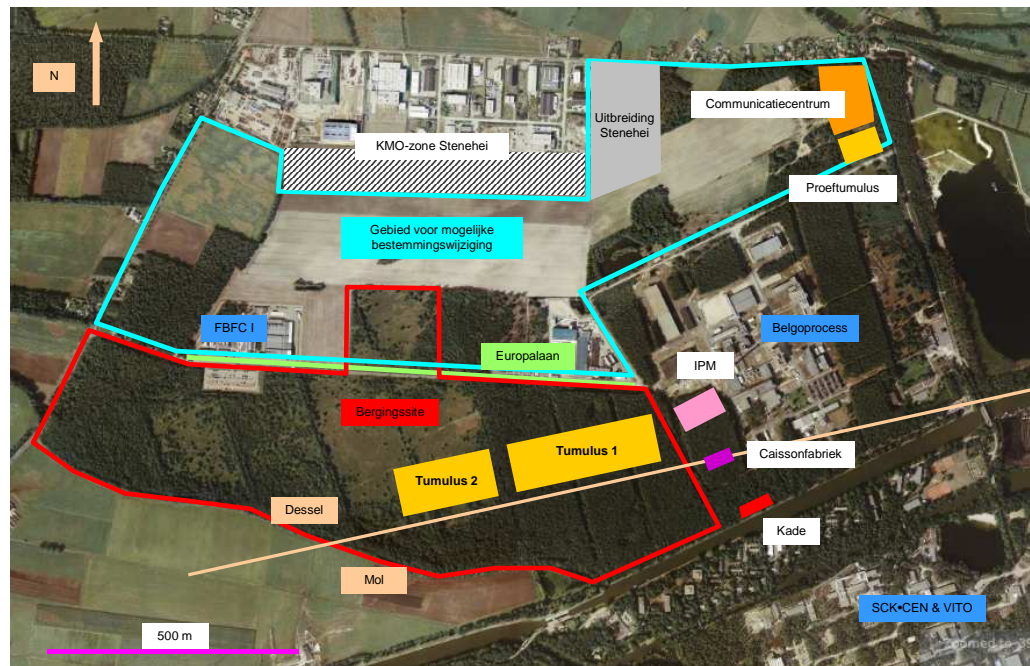 N
Communicatiecentrum
Uitbreiding
Stenehei
KMO-zone Stenehei
Proeftumulus
Gebied voor mogelijke
bestemmingswijziging
FBFC I
Belgoprocess
Europalaan
IPM
Bergingssite
Tumulus 1
Caissonfabriek
Tumulus 2
Dessel
Kade
Mol
SCK•CEN & VITO
500 m